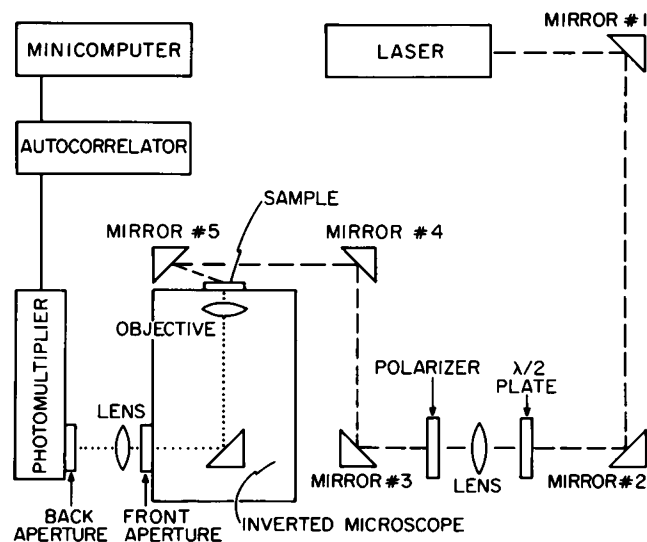 MIRROR #1
MINICOMPUTER
LASER
AUTOCORRELATOR
SAMPLE
MIRROR #5
MIRROR #4
OBJECTIVE
PHOTOMULTIPLIER
POLARIZER
λ/2
PLATE
LENS
MIRROR #3
LENS
MIRROR #2
BACK
APERTURE
FRONT
APERTURE
INVERTED MICROSCOPE